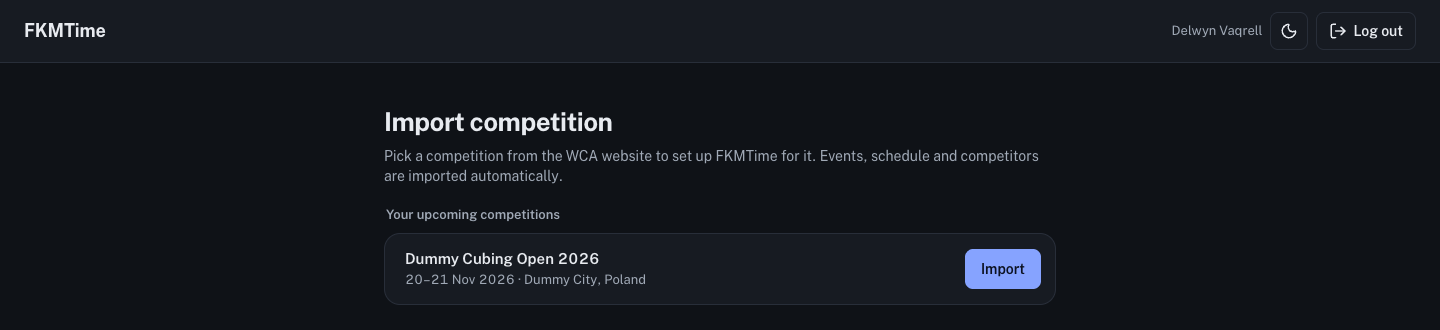 FKMTime
Delwyn Vaqrell
Log out
Import competition
Pick a competition from the WCA website to set up FKMTime for it. Events, schedule and competitors
are imported automatically.
Your upcoming competitions
Dummy Cubing Open 2026
20–21 Nov 2026 · Dummy City, Poland
Import